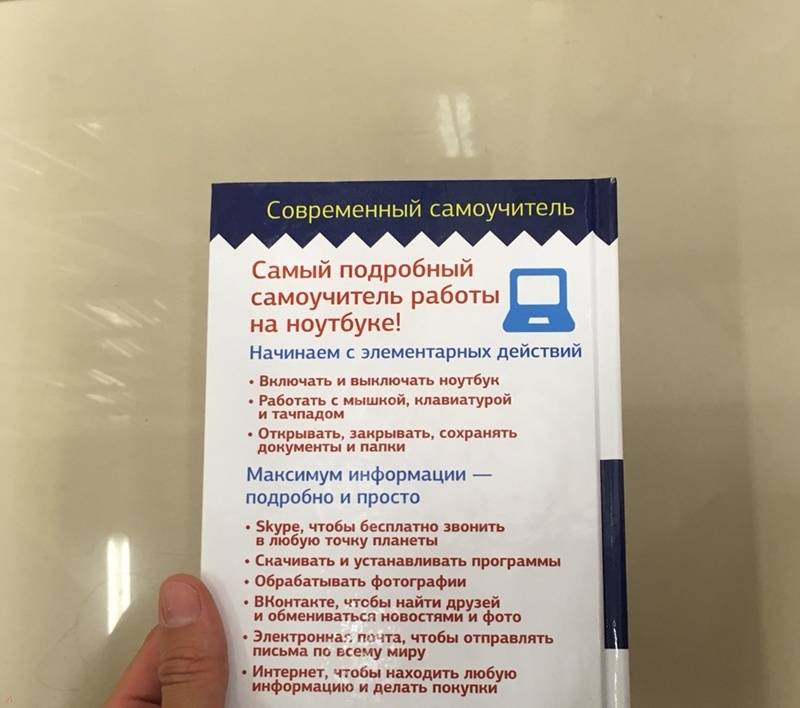 Современный самоучитель
Самый подробный
самоучитель работы
на ноутбуке!
Начинаем с элементарных действий
• Включать и выключать ноутбук
• Работать с мышкой, клавиатурой
и тачпадом
• Открывать, закрывать, сохранять
документы и папки
Максимум информации —
подробно и просто
• Skype, чтобы бесплатно звонить
в любую точку планеты
• Скачивать и устанавливать программы
• Обрабатывать фотографии
• ВКонтакте, чтобы найти друзей
и обмениваться новостями и фото
• Электронная почта, чтобы отправлять
письма по всему миру
• Интернет, чтобы находить любую
информацию и делать покупки